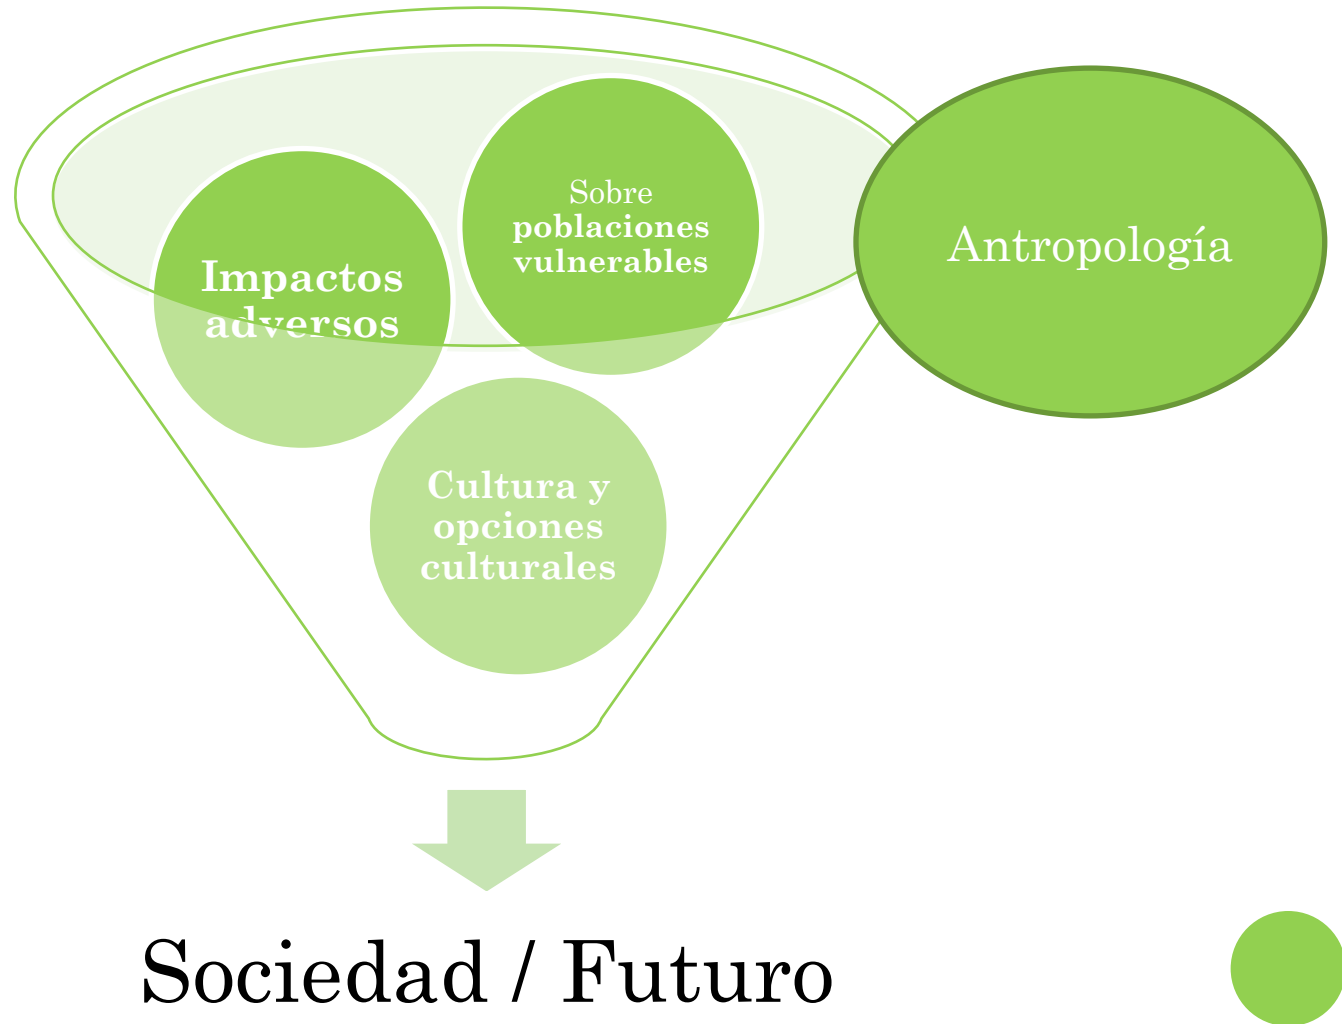 Sobre
poblaciones
vulnerables
Impactos
adversos
Antropología
Cultura y
opciones
culturales
Sociedad / Futuro